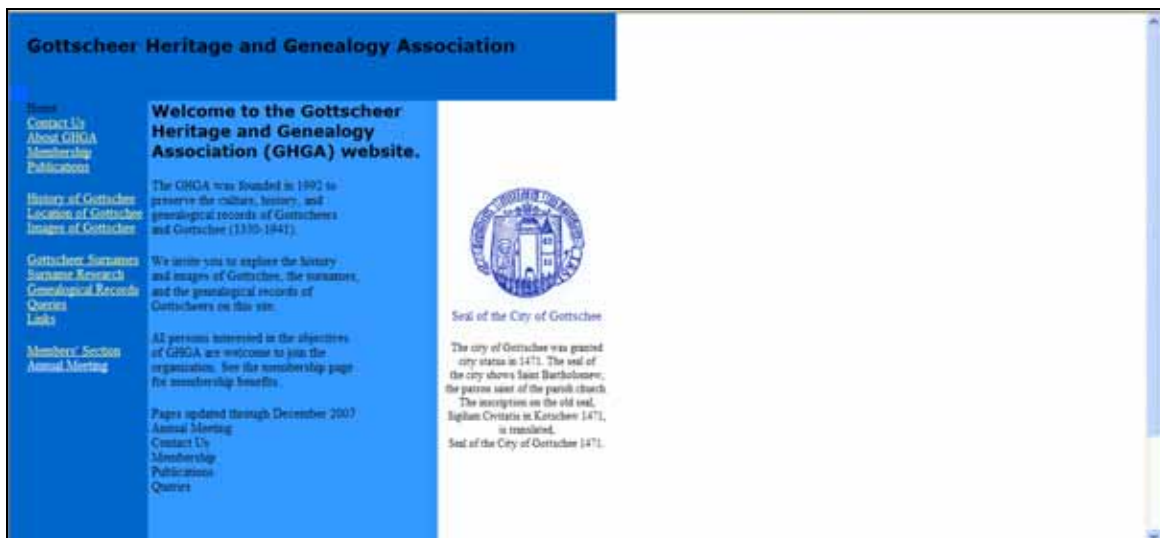 Gottscheer Heritage and Genealogy Association
Home
Contact Us
About GHGA
Membership
Publications
History of Gottschee
Location of Gottschee
Images of Gottschee
Gottscheer Surnames
Surname Research
Genealogical Records
Queries
Links
Members' Section
Annual Meeting
Welcome to the Gottscheer
Heritage and Genealogy
Association (GHGA) website.
The GHGA was founded in 1992 to
preserve the culture, history, and
genealogical records of Gottscheers
and Gottschee (1330-1941).
We invite you to explore the history
and images of Gottschee, the surnames,
and the genealogical records of
Gottscheers on this site.
All persons interested in the objectives
of GHGA are welcome to join the
organization. See the membership page
for membership benefits.
Pages updated through December 2007
Annual Meeting
Contact Us
Membership
Publications
Queries
Seal of the City of Gottschee
The city of Gottschee was granted
city status in 1471. The seal of
the city shows Saint Bartholomew,
the patron saint of the parish church.
The inscription on the old seal,
Sigilum Civitatis in Kotschew 1471,
is translated,
Seal of the City of Gottschee 1471.